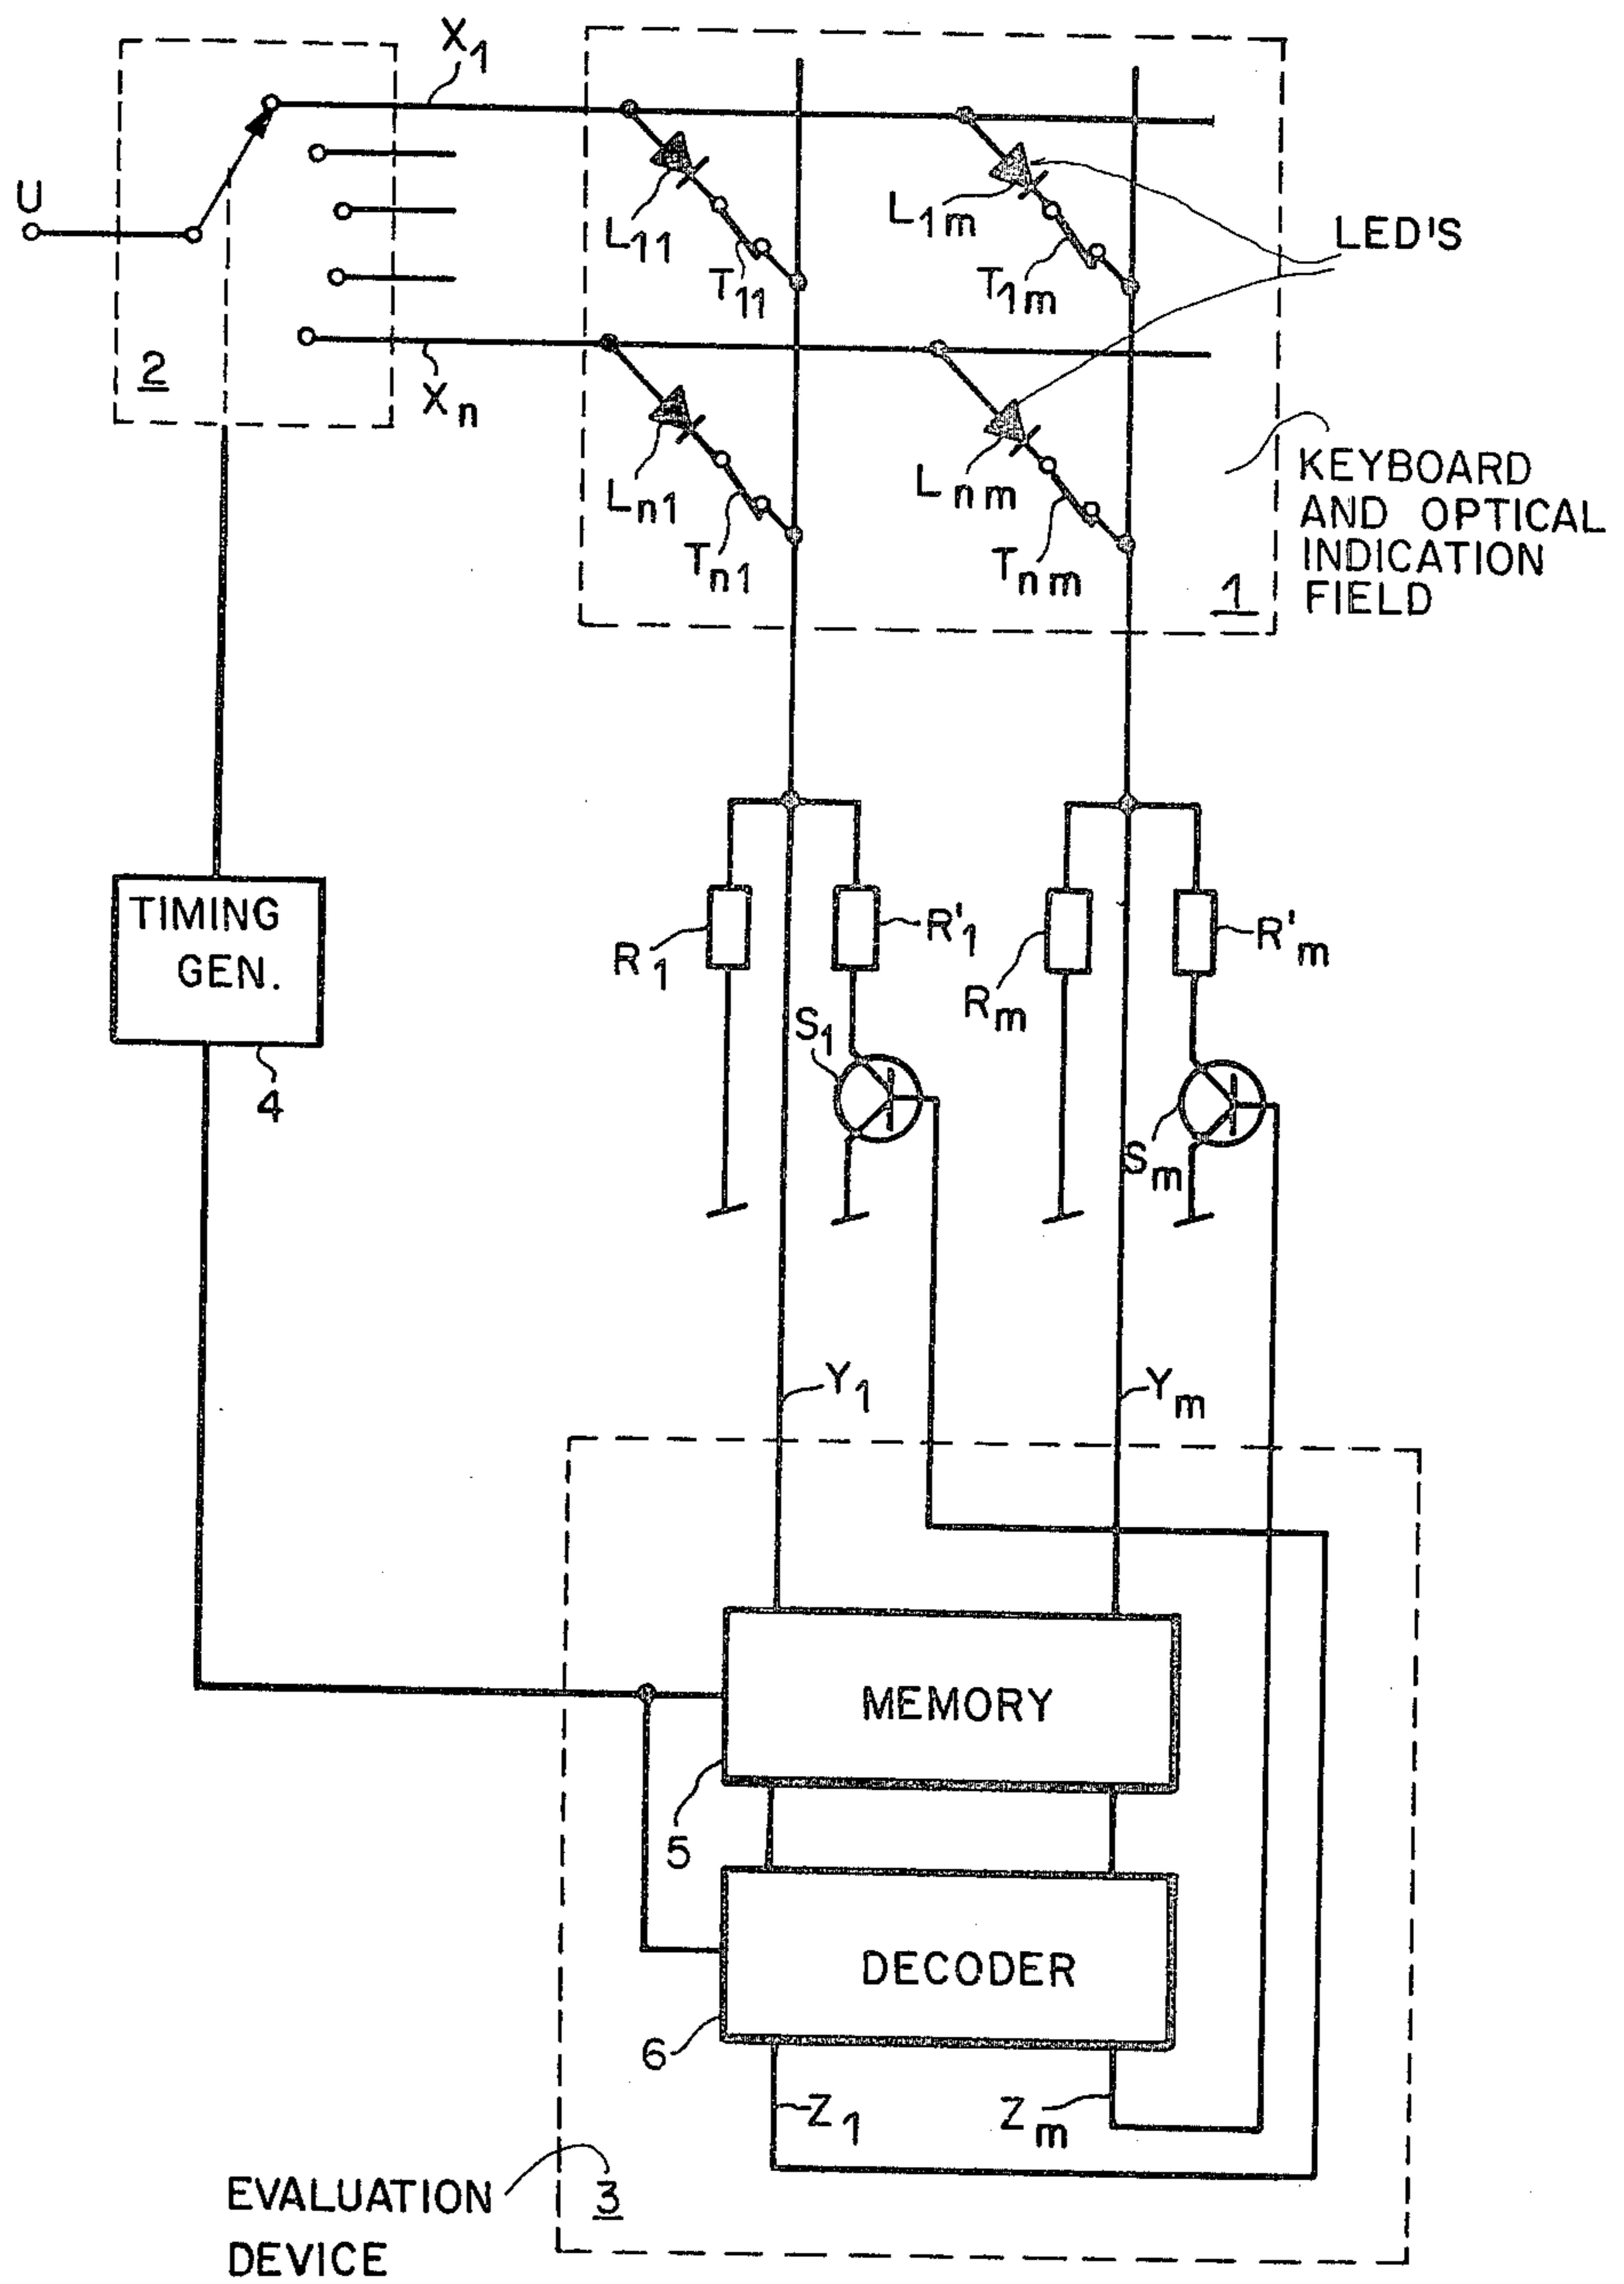 X1
U
L11
L1m
LED'S
T11
T1m
2
Xn
Ln1
Lnm
KEYBOARD
AND OPTICAL
INDICATION
FIELD
Tn1
Tnm
1
TIMING
GEN.
R1
R'1
Rm
R'm
S1
4
Sm
Y1
Ym
MEMORY
5
DECODER
6
Z1
Zm
EVALUATION
DEVICE
3